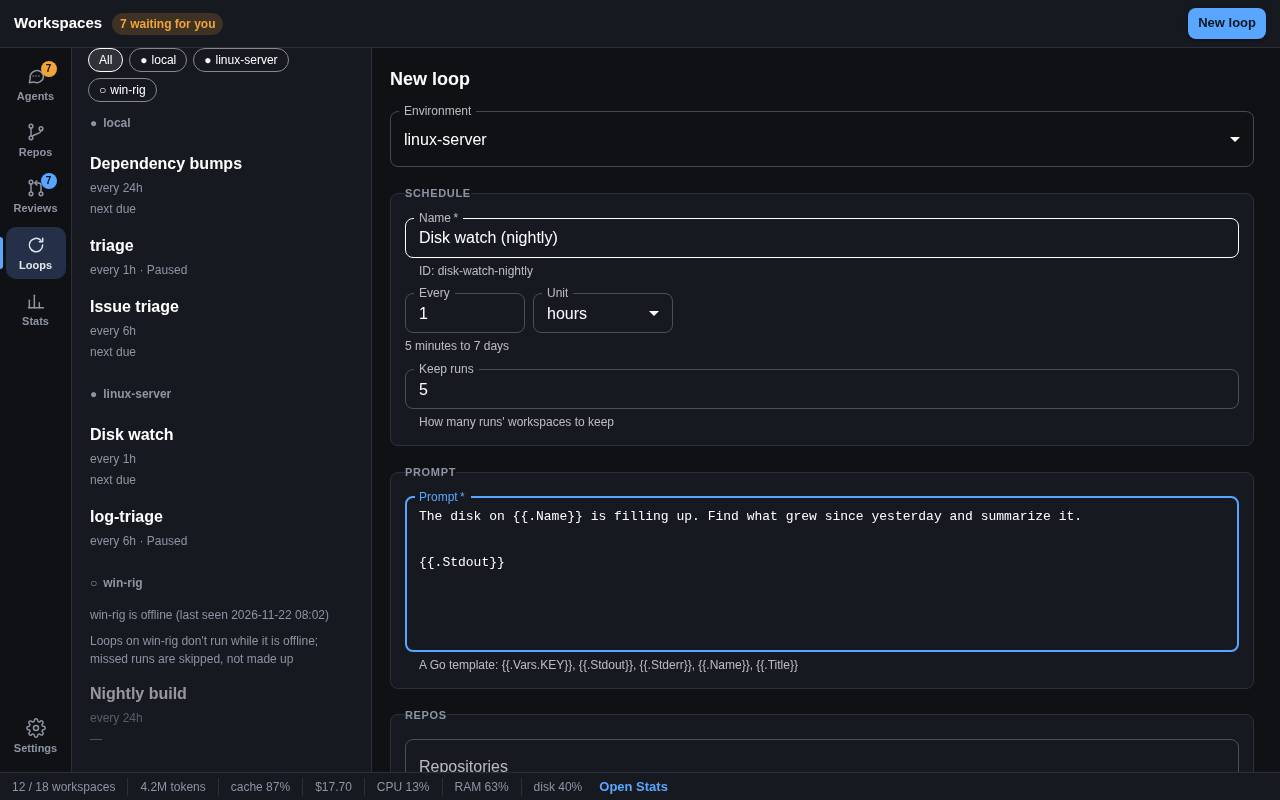 Workspaces
7 waiting for you
New loop
7
Agents
Repos
7
Reviews
Loops
Stats
Settings
All
● local
● linux-server
○ win-rig
● local
Dependency bumps
every 24h
next due
triage
every 1h · Paused
Issue triage
every 6h
next due
● linux-server
Disk watch
every 1h
next due
log-triage
every 6h · Paused
○ win-rig
win-rig is offline (last seen 2026-11-22 08:02)
Loops on win-rig don't run while it is offline;
missed runs are skipped, not made up
Nightly build
every 24h
—
New loop
Environment
linux-server
SCHEDULE
Name *
Disk watch (nightly)
ID: disk-watch-nightly
Every
1
Unit
hours
5 minutes to 7 days
Keep runs
5
How many runs' workspaces to keep
PROMPT
Prompt *
The disk on {{.Name}} is filling up. Find what grew since yesterday and summarize it.
{{.Stdout}}
A Go template: {{.Vars.KEY}}, {{.Stdout}}, {{.Stderr}}, {{.Name}}, {{.Title}}
REPOS
Repositories
12 / 18 workspaces
4.2M tokens
cache 87%
$17.70
CPU 13%
RAM 63%
disk 40%
Open Stats